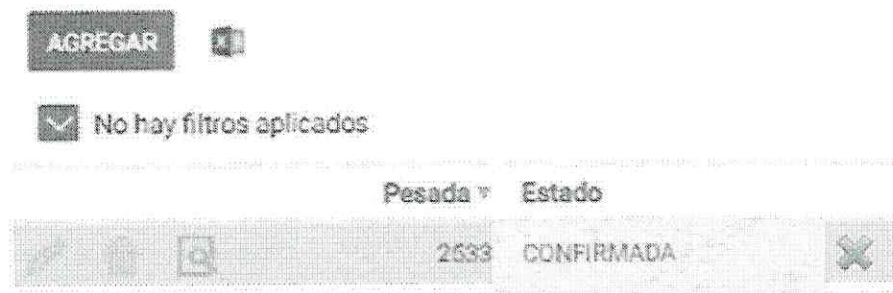 AGREGAR
No hay filtros aplicados
Pesada Estado
2633 CONFIRMADA